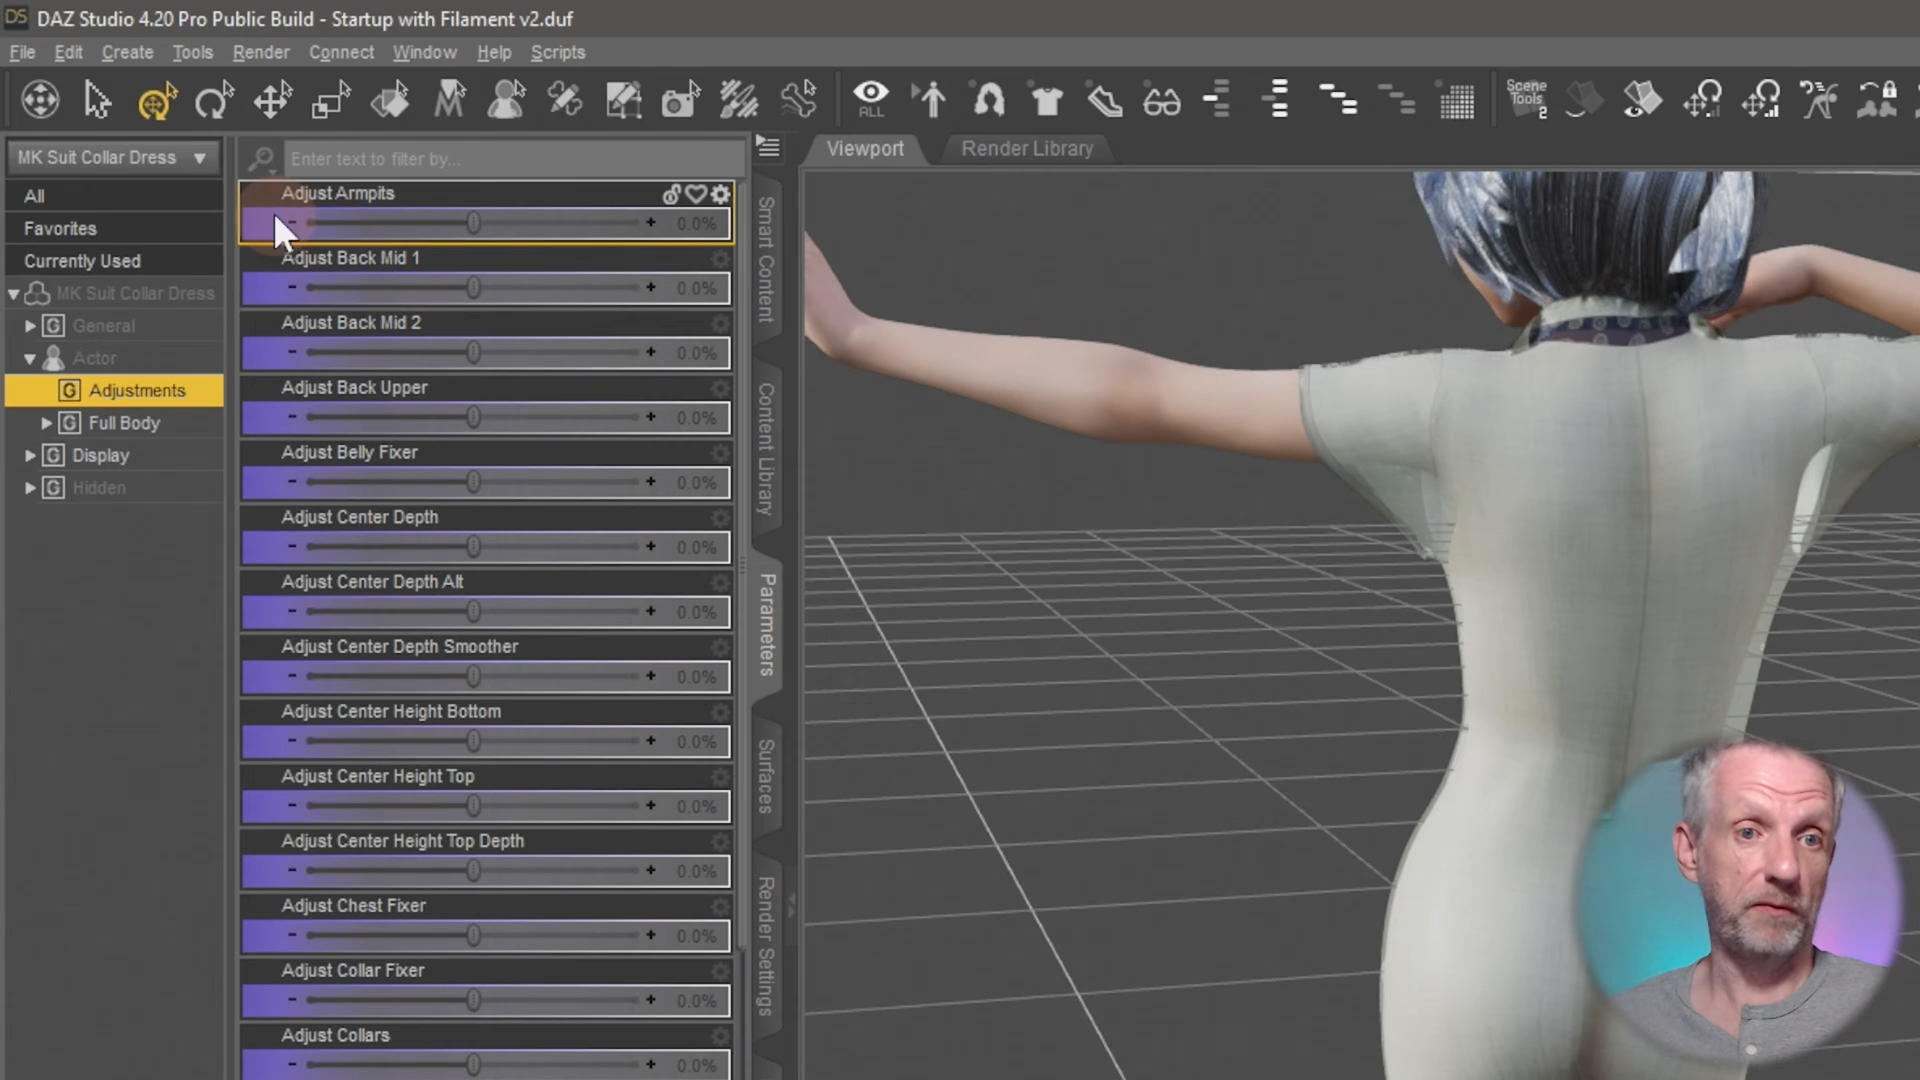 DS DAZ Studio 4.20 Pro Public Build - Startup with Filament v2.duf
File Edit Create Tools Render Connect Window Help Scripts
ALL
Scene
Tools
2
MK Suit Collar Dress
All
Favorites
Currently Used
MK Suit Collar Dress
G General
Actor
G Adjustments
G Full Body
G Display
G Hidden
Enter text to filter by...
Adjust Armpits
- + 0.0%
Adjust Back Mid 1
- + 0.0%
Adjust Back Mid 2
- + 0.0%
Adjust Back Upper
- + 0.0%
Adjust Belly Fixer
- + 0.0%
Adjust Center Depth
- + 0.0%
Adjust Center Depth Alt
- + 0.0%
Adjust Center Depth Smoother
- + 0.0%
Adjust Center Height Bottom
- + 0.0%
Adjust Center Height Top
- + 0.0%
Adjust Center Height Top Depth
- + 0.0%
Adjust Chest Fixer
- + 0.0%
Adjust Collar Fixer
- + 0.0%
Adjust Collars
- + 0.0%
Smart Content
Content Library
Parameters
Surfaces
Render Settings
Viewport
Render Library